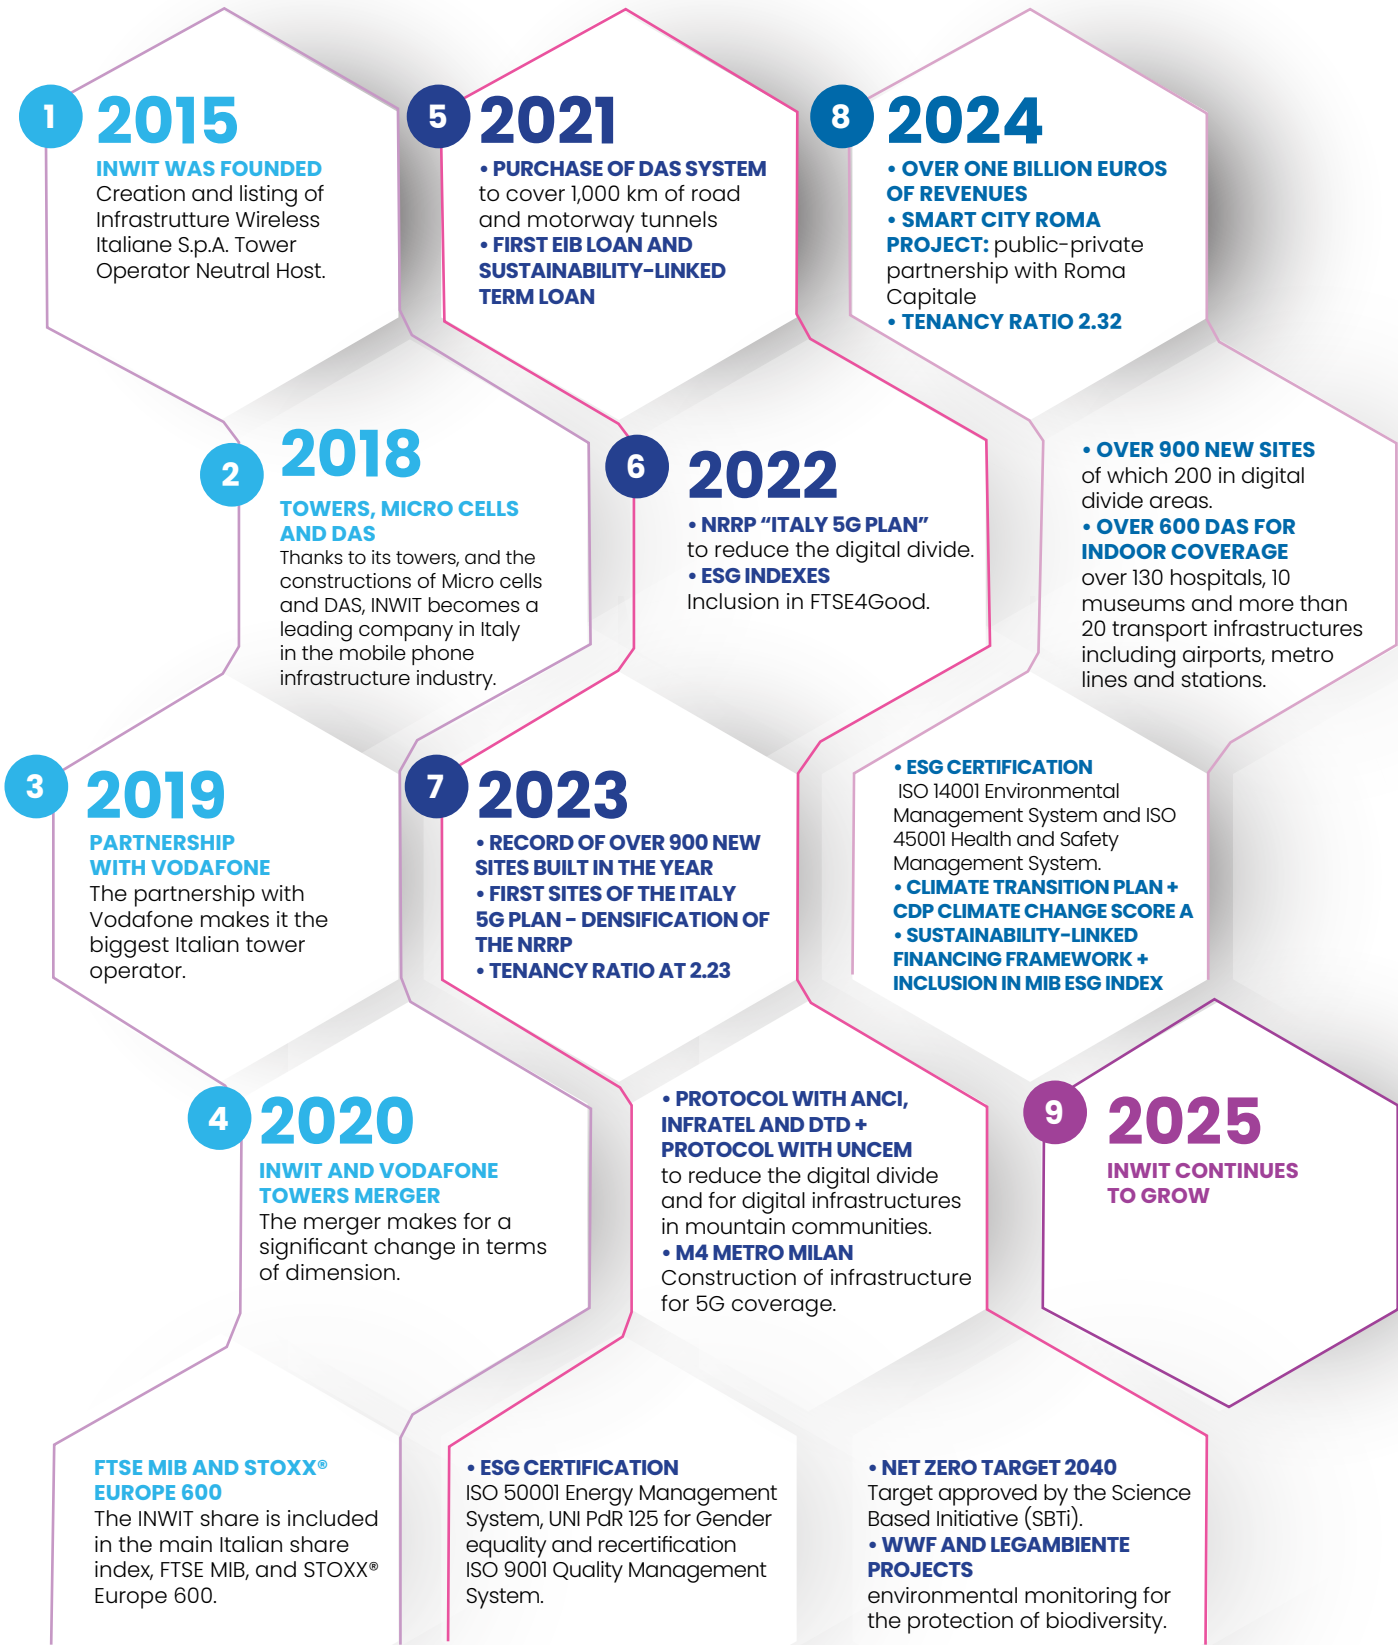 1
2015
INWIT WAS FOUNDED
Creation and listing of
Infrastrutture Wireless
Italiane S.p.A. Tower
Operator Neutral Host.
2
2018
TOWERS, MICRO CELLS
AND DAS
Thanks to its towers, and the
constructions of Micro cells
and DAS, INWIT becomes a
leading company in Italy
in the mobile phone
infrastructure industry.
3
2019
PARTNERSHIP
WITH VODAFONE
The partnership with
Vodafone makes it the
biggest Italian tower
operator.
4
2020
INWIT AND VODAFONE
TOWERS MERGER
The merger makes for a
significant change in terms
of dimension.
FTSE MIB AND STOXX®
EUROPE 600
The INWIT share is included
in the main Italian share
index, FTSE MIB, and STOXX®
Europe 600.
5
2021
• PURCHASE OF DAS SYSTEM
to cover 1,000 km of road
and motorway tunnels
• FIRST EIB LOAN AND
SUSTAINABILITY-LINKED
TERM LOAN
6
2022
• NRRP “ITALY 5G PLAN”
to reduce the digital divide.
• ESG INDEXES
Inclusion in FTSE4Good.
7
2023
• RECORD OF OVER 900 NEW
SITES BUILT IN THE YEAR
• FIRST SITES OF THE ITALY
5G PLAN - DENSIFICATION OF
THE NRRP
• TENANCY RATIO AT 2.23
• PROTOCOL WITH ANCI,
INFRATEL AND DTD +
PROTOCOL WITH UNCEM
to reduce the digital divide
and for digital infrastructures
in mountain communities.
• M4 METRO MILAN
Construction of infrastructure
for 5G coverage.
• ESG CERTIFICATION
ISO 50001 Energy Management
System, UNI PdR 125 for Gender
equality and recertification
ISO 9001 Quality Management
System.
• NET ZERO TARGET 2040
Target approved by the Science
Based Initiative (SBTi).
• WWF AND LEGAMBIENTE
PROJECTS
environmental monitoring for
the protection of biodiversity.
8
2024
• OVER ONE BILLION EUROS
OF REVENUES
• SMART CITY ROMA
PROJECT: public-private
partnership with Roma
Capitale
• TENANCY RATIO 2.32
• OVER 900 NEW SITES
of which 200 in digital
divide areas.
• OVER 600 DAS FOR
INDOOR COVERAGE
over 130 hospitals, 10
museums and more than
20 transport infrastructures
including airports, metro
lines and stations.
• ESG CERTIFICATION
ISO 14001 Environmental
Management System and ISO
45001 Health and Safety
Management System.
• CLIMATE TRANSITION PLAN +
CDP CLIMATE CHANGE SCORE A
• SUSTAINABILITY-LINKED
FINANCING FRAMEWORK +
INCLUSION IN MIB ESG INDEX
9
2025
INWIT CONTINUES
TO GROW